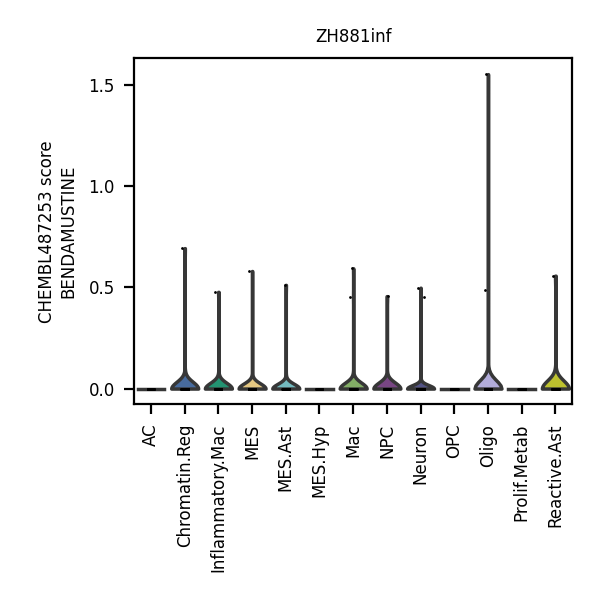 ZH881inf
CHEMBL487253 score
BENDAMUSTINE
1.5
1.0
0.5
0.0
AC
Chromatin.Reg
Inflammatory.Mac
MES
MES.Ast
MES.Hyp
Mac
NPC
Neuron
OPC
Oligo
Prolif.Metab
Reactive.Ast